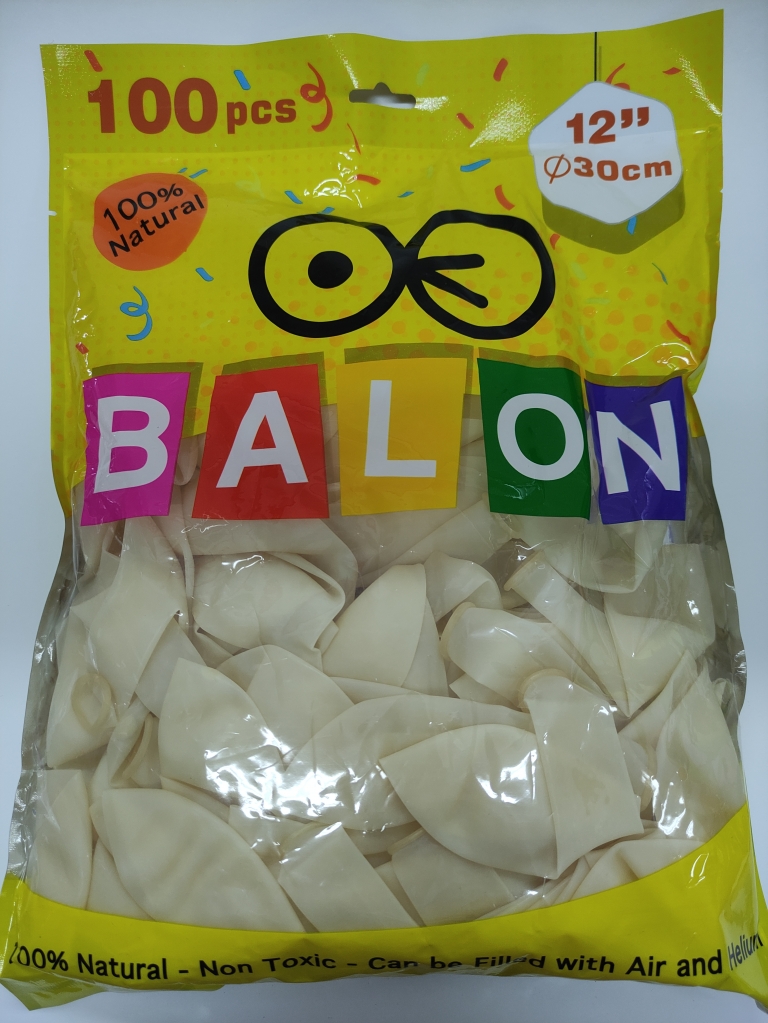 100 pcs
12”
Ø30cm
100%
Natural
BALON
100% Natural - Non Toxic - Can be Filled with Air and Helium